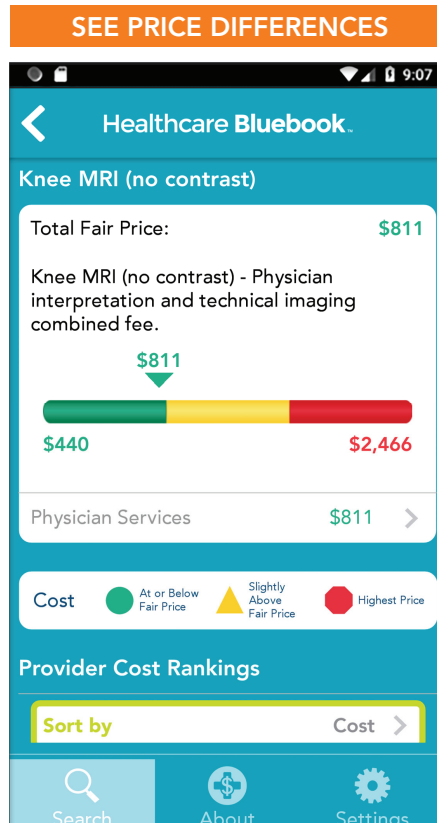 SEE PRICE DIFFERENCES
9:07
Healthcare Bluebook™
Knee MRI (no contrast)
Total Fair Price: $811
Knee MRI (no contrast) - Physician
interpretation and technical imaging
combined fee.
$811
$440 $2,466
Physician Services $811
Cost
At or Below
Fair Price
Slightly
Above
Fair Price
Highest Price
Provider Cost Rankings
Sort by Cost
Search About Settings